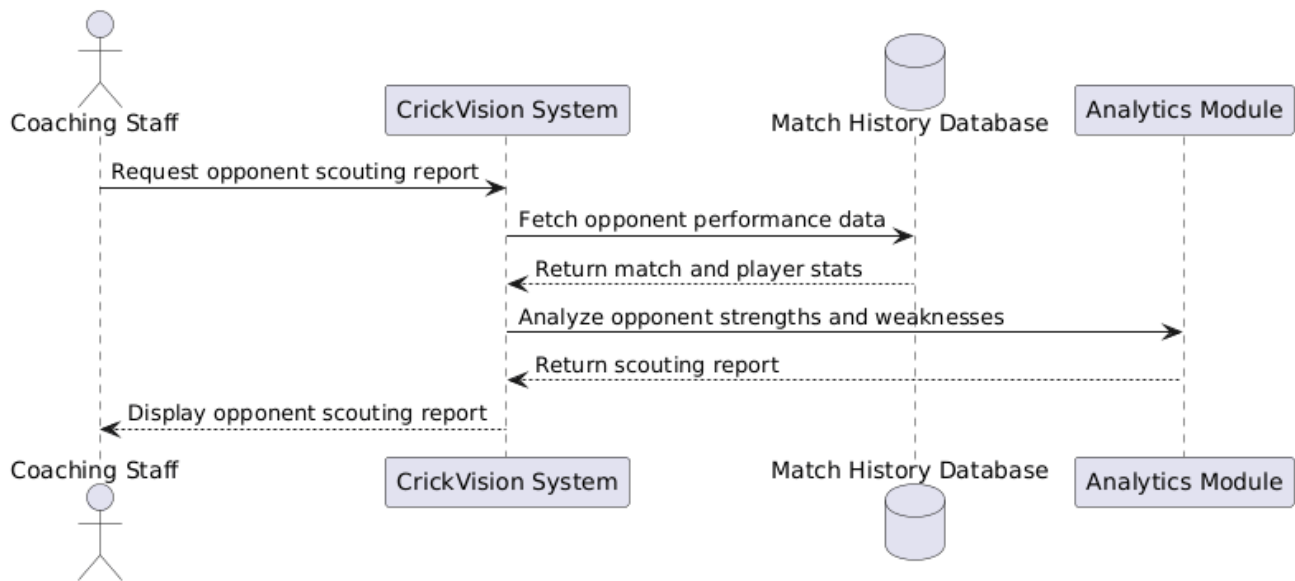 Coaching Staff
CrickVision System
Match History Database
Analytics Module
Request opponent scouting report
Fetch opponent performance data
Return match and player stats
Analyze opponent strengths and weaknesses
Return scouting report
Display opponent scouting report
Coaching Staff
CrickVision System
Match History Database
Analytics Module